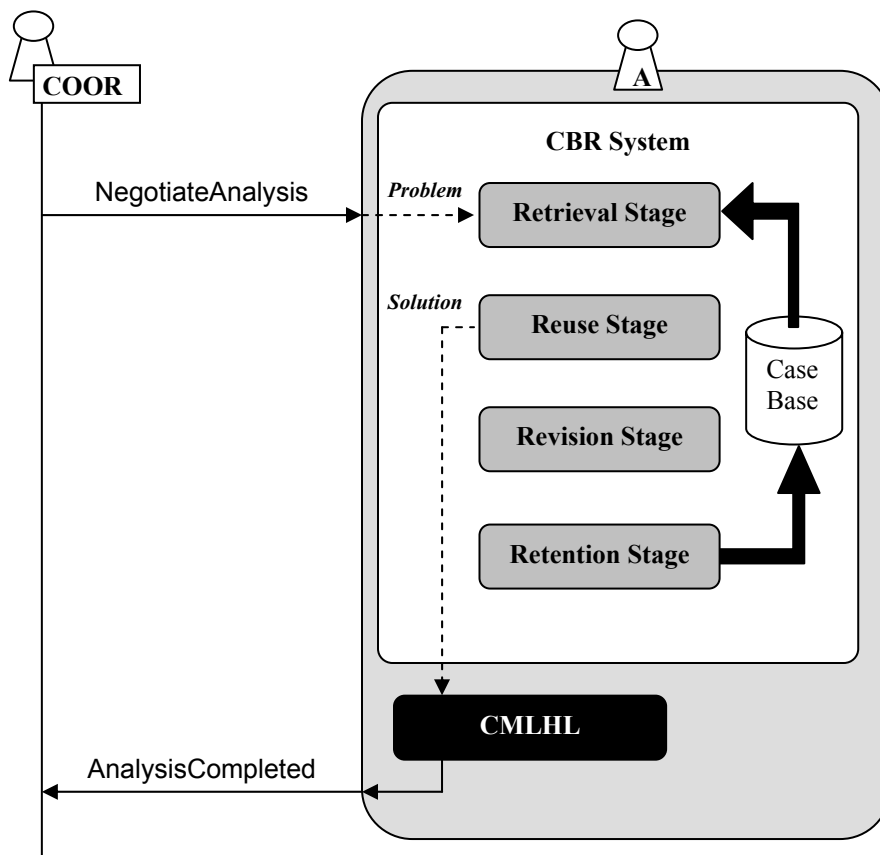 COOR
A
CBR System
NegotiateAnalysis
Problem
Retrieval Stage
Solution
Reuse Stage
Case
Base
Revision Stage
Retention Stage
CMLHL
AnalysisCompleted